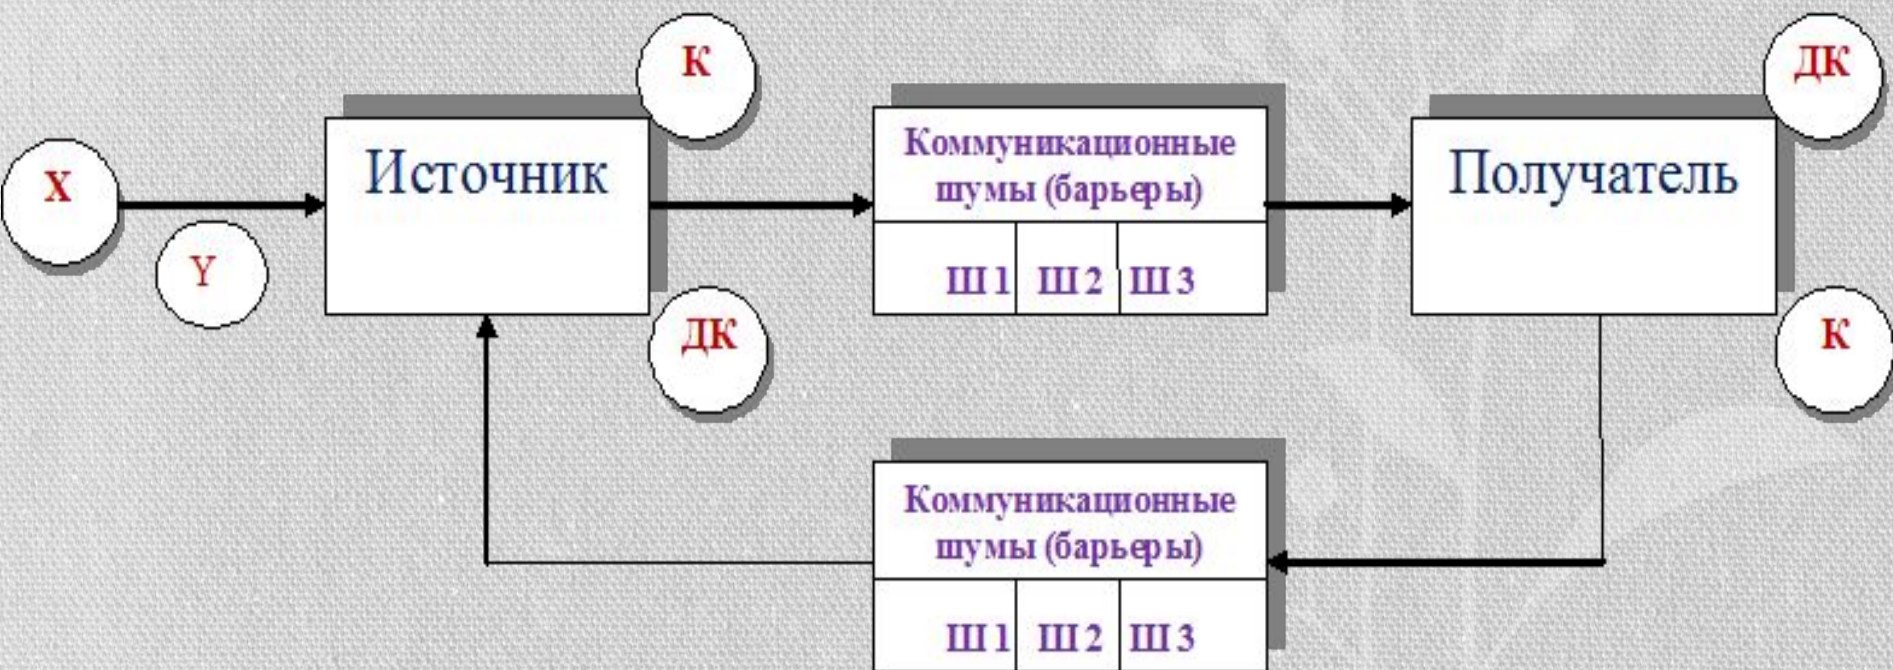 К
ДК
Х
Источник
Коммуникационные
шумы (барьеры)
Получатель
Y
Ш 1 Ш 2 Ш 3
ДК
К
Коммуникационные
шумы (барьеры)
Ш 1 Ш 2 Ш 3